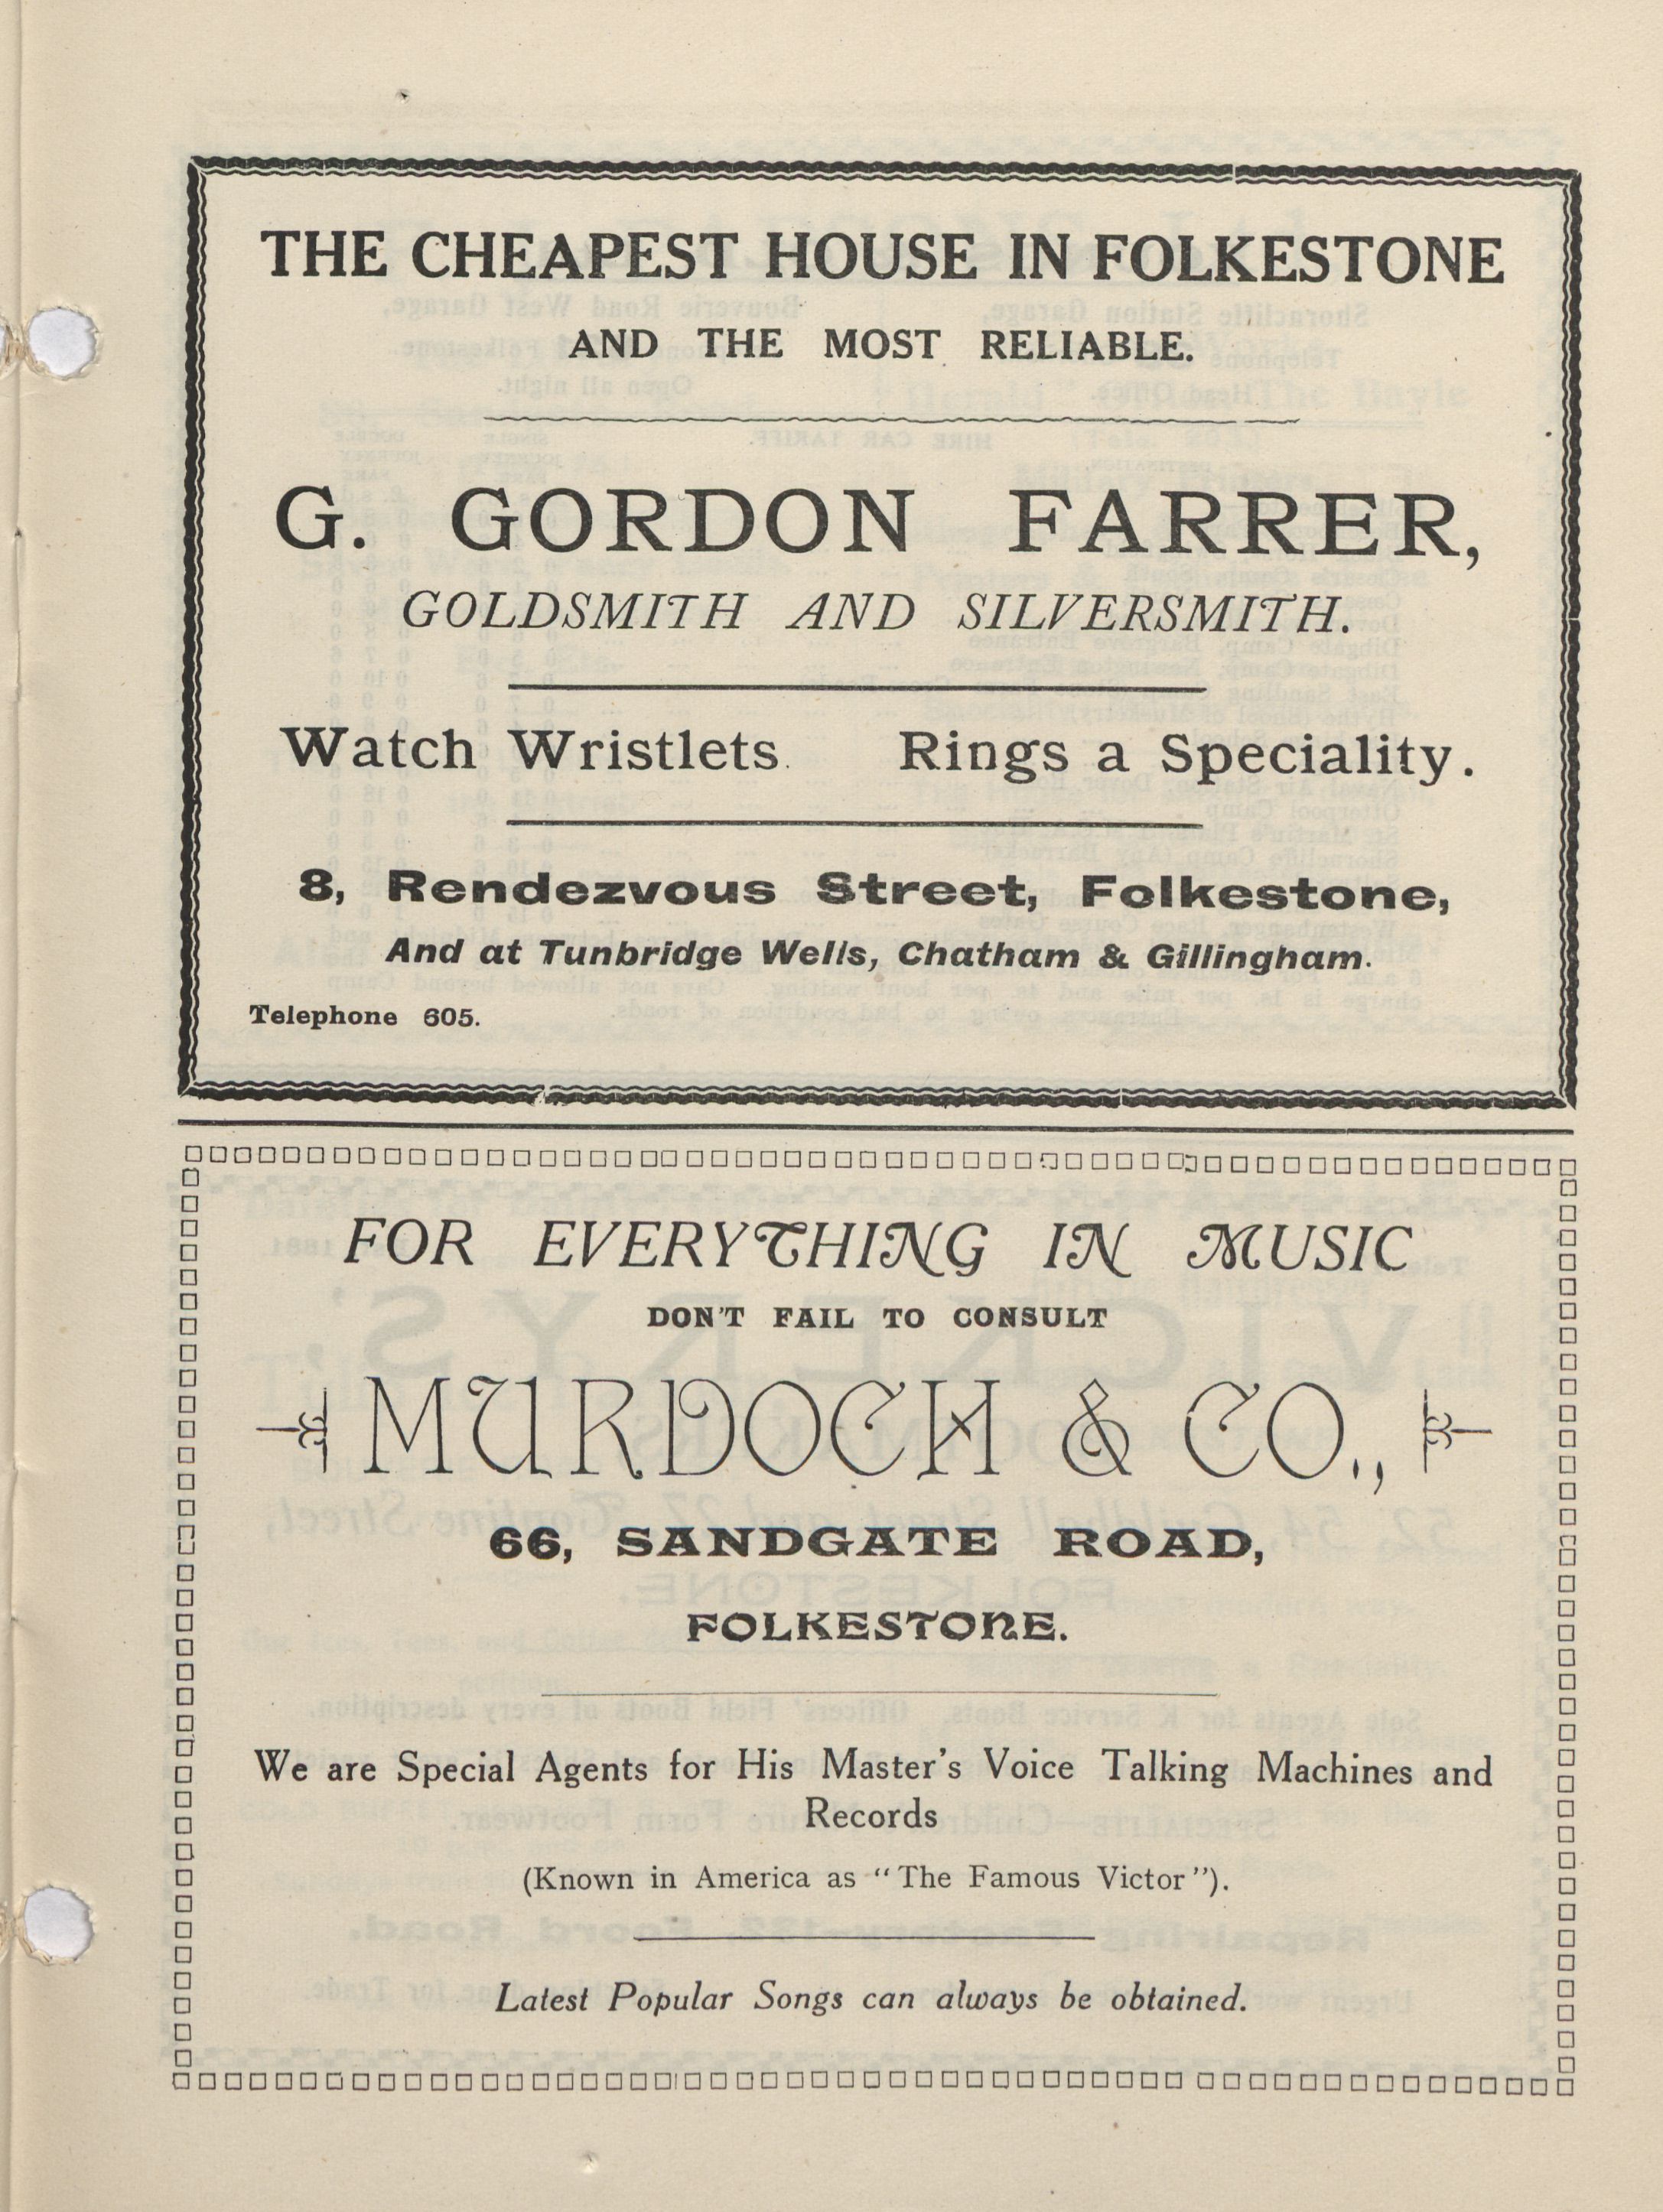 THE CHEAPEST HOUSE IN FOLKESTONE
AND THE MOST RELIABLE.
G. GORDON FARRER,
GOLDSMITH AND SILVERSMITH.
Watch Wristlets. Rings a Speciality.
8, Rendezvous Street, Folkestone,
And at Tunbridge Wells, Chatham & Gillingham.
Telephone 605.
FOR EVERYTHING IN MUSIC
DON'T FAIL TO CONSULT
MURDOCH & CO.,
66, SANDGATE ROAD,
FOLKESTONE.
We are Special Agents for His Master's Voice Talking Machines and
Records
(Known in America as "The Famous Victor").
Latest Popular Songs can always be obtained.